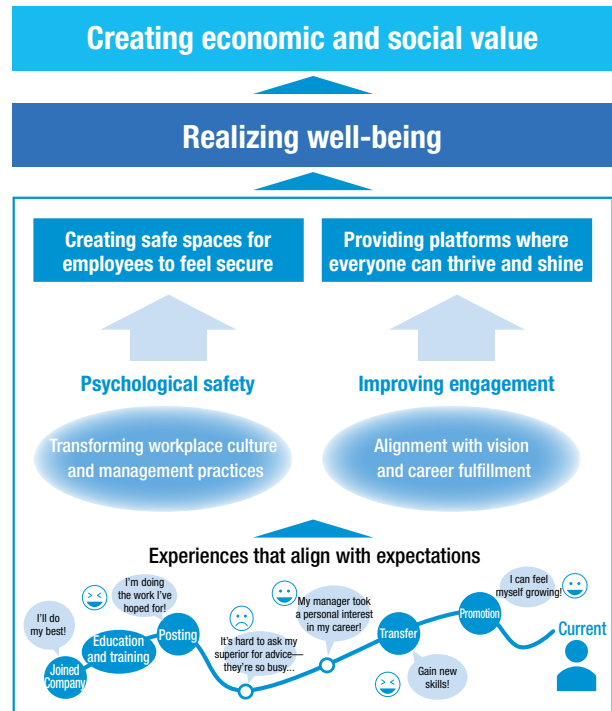 Creating economic and social value
Realizing well-being
Creating safe spaces for
employees to feel secure
Providing platforms where
everyone can thrive and shine
Psychological safety
Improving engagement
Transforming workplace culture
and management practices
Alignment with vision
and career fulfillment
Experiences that align with expectations
I'll do
my best!
Joined
Company
Education
and training
I'm doing
the work I've
hoped for!
Posting
It's hard to ask my
superior for advice—
they're so busy...
My manager took
a personal interest
in my career!
Transfer
Gain new
skills!
Promotion
I can feel
myself growing!
Current